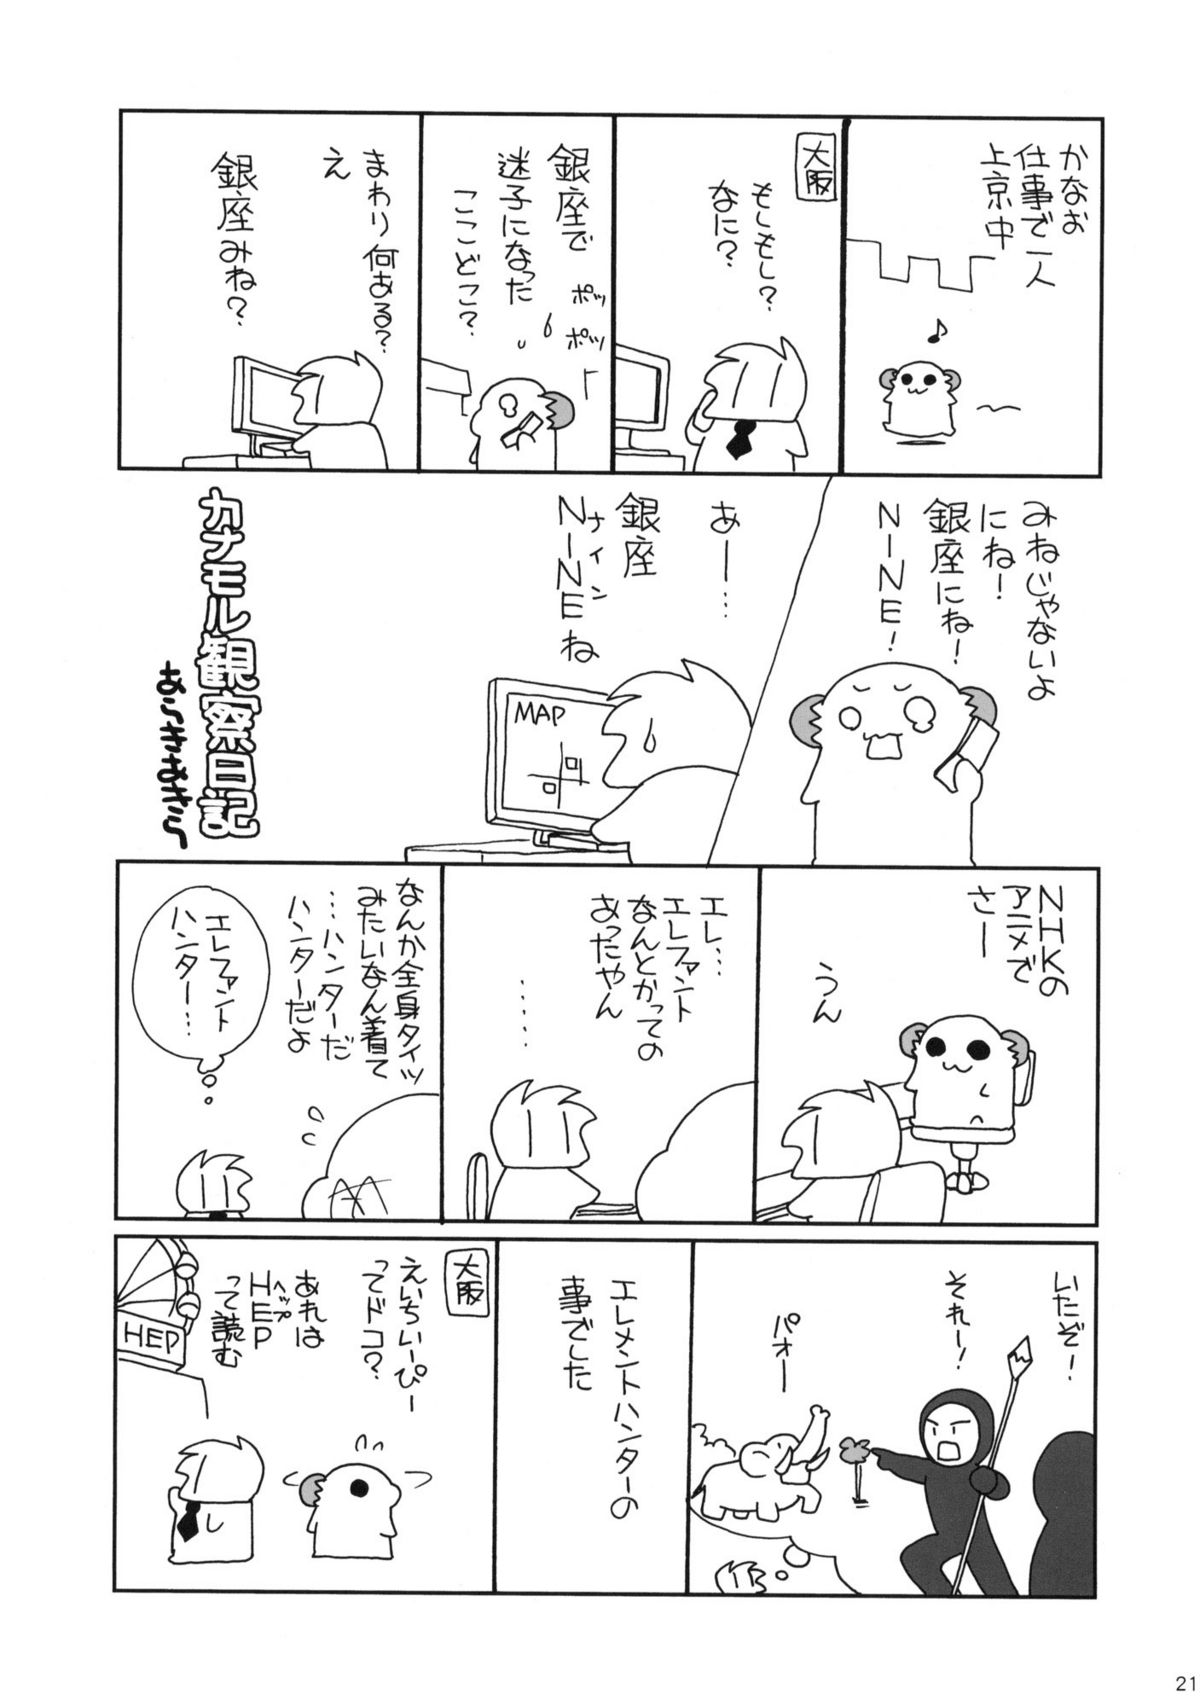 かなお
仕事で一人
上京中
大阪
もしもし?
なに?
銀座で
迷子になった
ここどこ?
ポッ
ポッ
まわり何ある?
え
銀座みね?
みねじゃないよ
にね!
銀座にね!
NINE!
あー……
銀座
NINEね
ナイン
MAP
カナモル観察日記
あらきあきら
NHKの
アニメで
さー
うん
エレ…
エレファント
なんとかっての
あったやん
……
なんか全身タイツ
みたいなん着て
…ハンターだ
ハンターだよ
エレファント
ハンター…
いたぞ!
それー!
パオー
エレメントハンターの
事でした
大阪
えいちいーぴー
ってドコ?
あれは
HEP
ヘップ
って読む
HEP
21